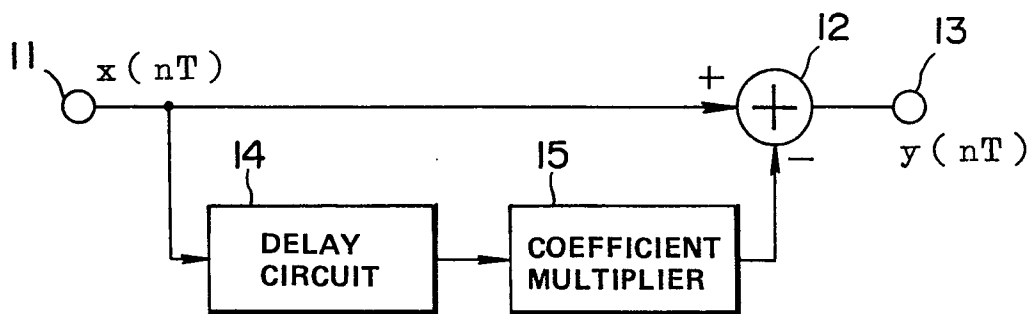 11
x ( nT )
12
13
+
+
−
y ( nT )
14
15
DELAY
CIRCUIT
COEFFICIENT
MULTIPLIER